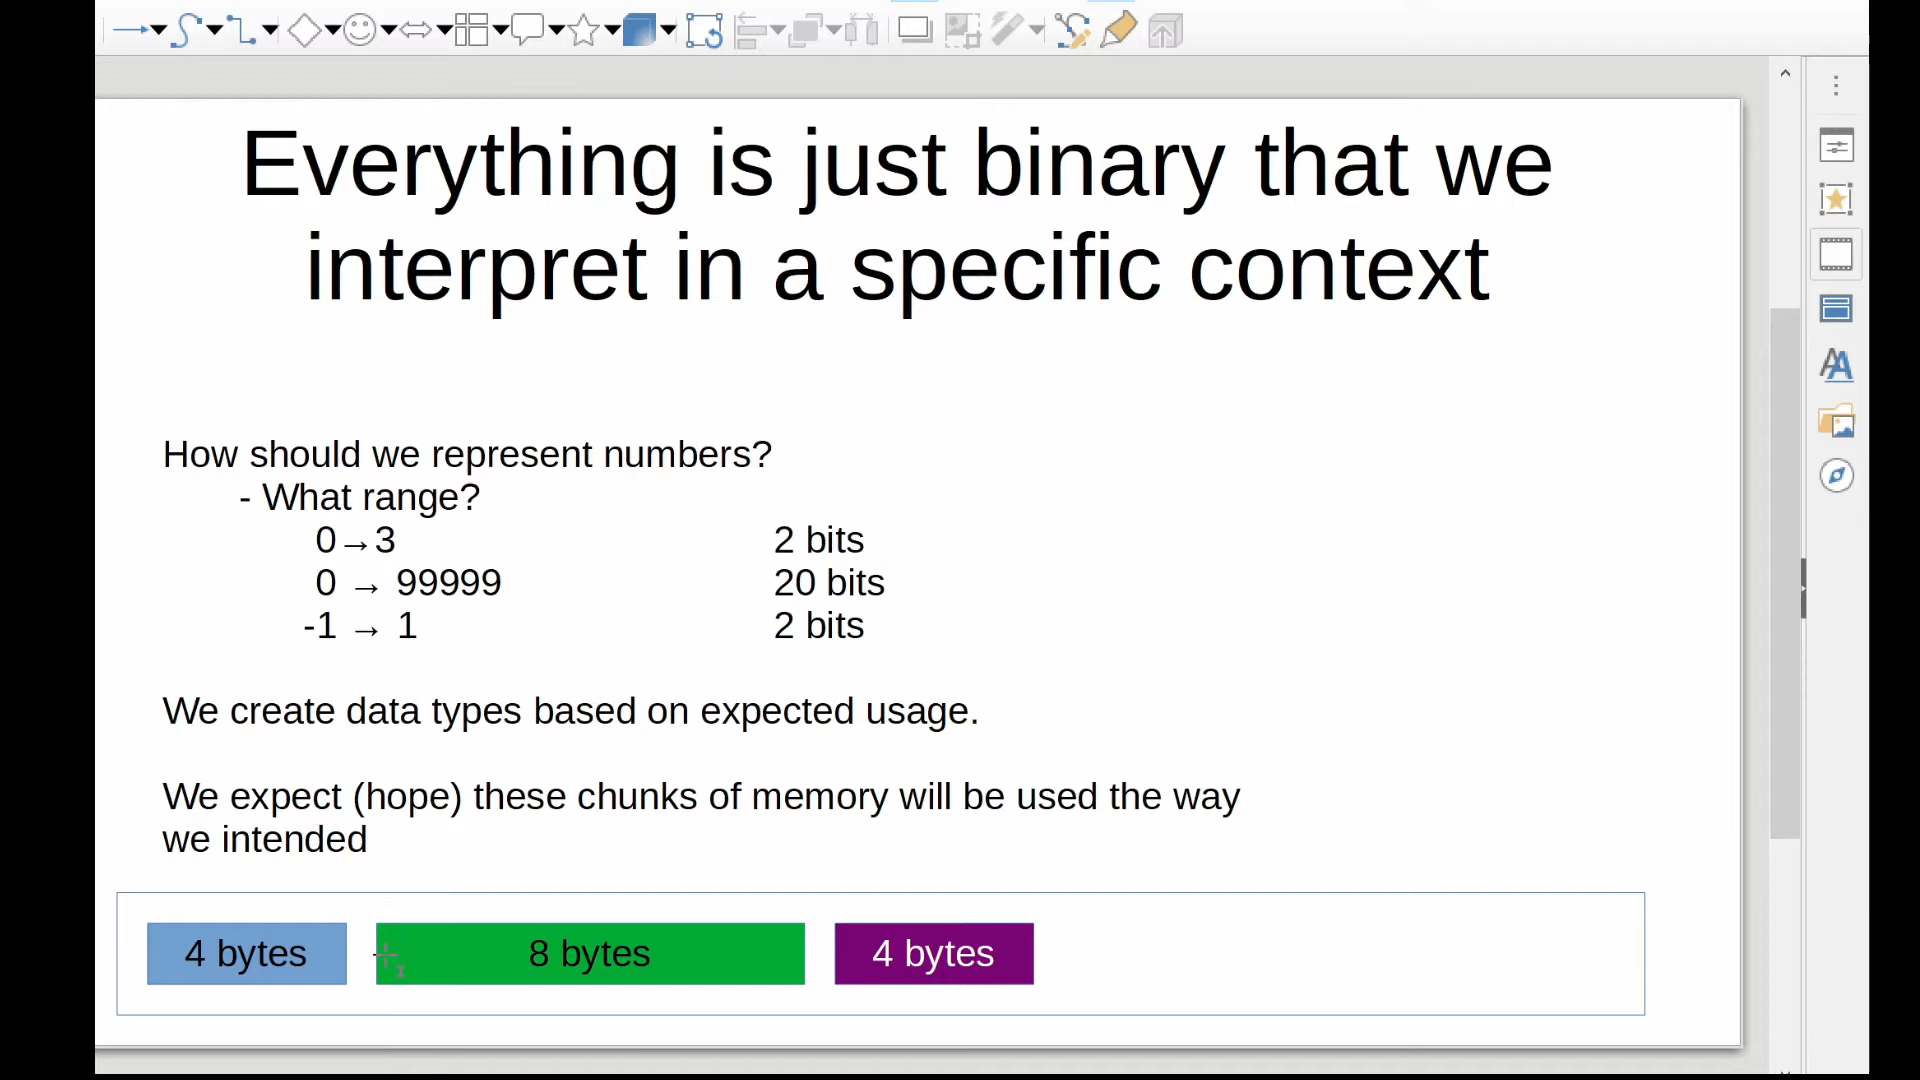 Everything is just binary that we
interpret in a specific context
How should we represent numbers?
- What range?
0→3 2 bits
0 → 99999 20 bits
-1 → 1 2 bits
We create data types based on expected usage.
We expect (hope) these chunks of memory will be used the way
we intended
4 bytes 8 bytes 4 bytes